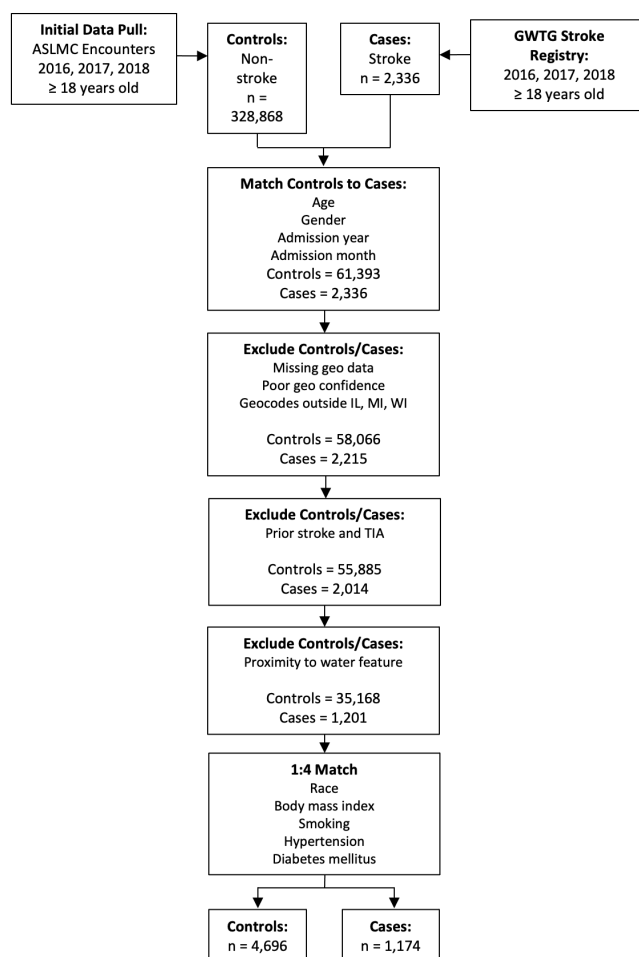 Initial Data Pull:
ASLMC Encounters
2016, 2017, 2018
≥ 18 years old
Controls:
Non-
stroke
n =
328,868
Cases:
Stroke
n = 2,336
GWTG Stroke
Registry:
2016, 2017, 2018
≥ 18 years old
Match Controls to Cases:
Age
Gender
Admission year
Admission month
Controls = 61,393
Cases = 2,336
Exclude Controls/Cases:
Missing geo data
Poor geo confidence
Geocodes outside IL, MI, WI
Controls = 58,066
Cases = 2,215
Exclude Controls/Cases:
Prior stroke and TIA
Controls = 55,885
Cases = 2,014
Exclude Controls/Cases:
Proximity to water feature
Controls = 35,168
Cases = 1,201
1:4 Match
Race
Body mass index
Smoking
Hypertension
Diabetes mellitus
Controls:
n = 4,696
Cases:
n = 1,174